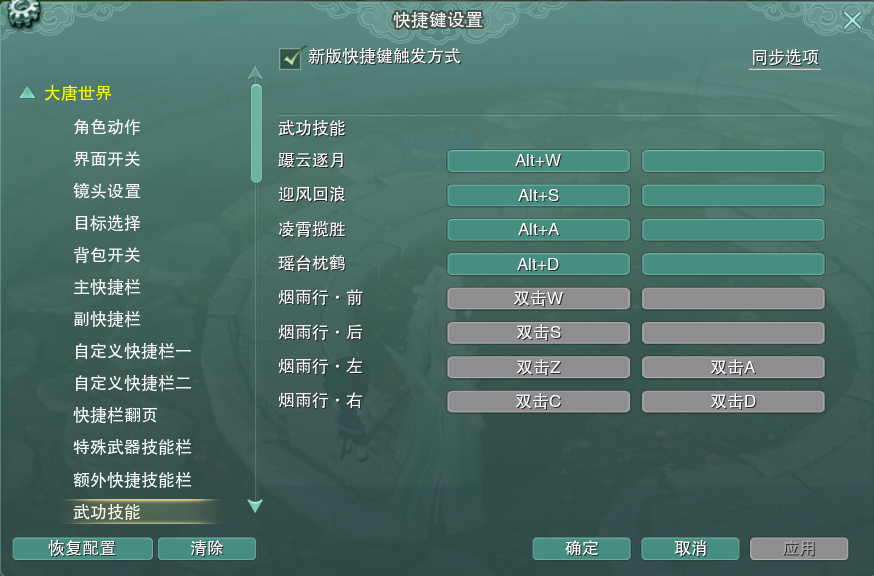 快捷键设置
新版快捷键触发方式
同步选项
大唐世界
角色动作
界面开关
镜头设置
目标选择
背包开关
主快捷栏
副快捷栏
自定义快捷栏一
自定义快捷栏二
快捷栏翻页
特殊武器技能栏
额外快捷技能栏
武功技能
武功技能
蹑云逐月 Alt+W
迎风回浪 Alt+S
凌霄揽胜 Alt+A
瑶台枕鹤 Alt+D
烟雨行·前 双击W
烟雨行·后 双击S
烟雨行·左 双击Z 双击A
烟雨行·右 双击C 双击D
恢复配置 清除 确定 取消 应用